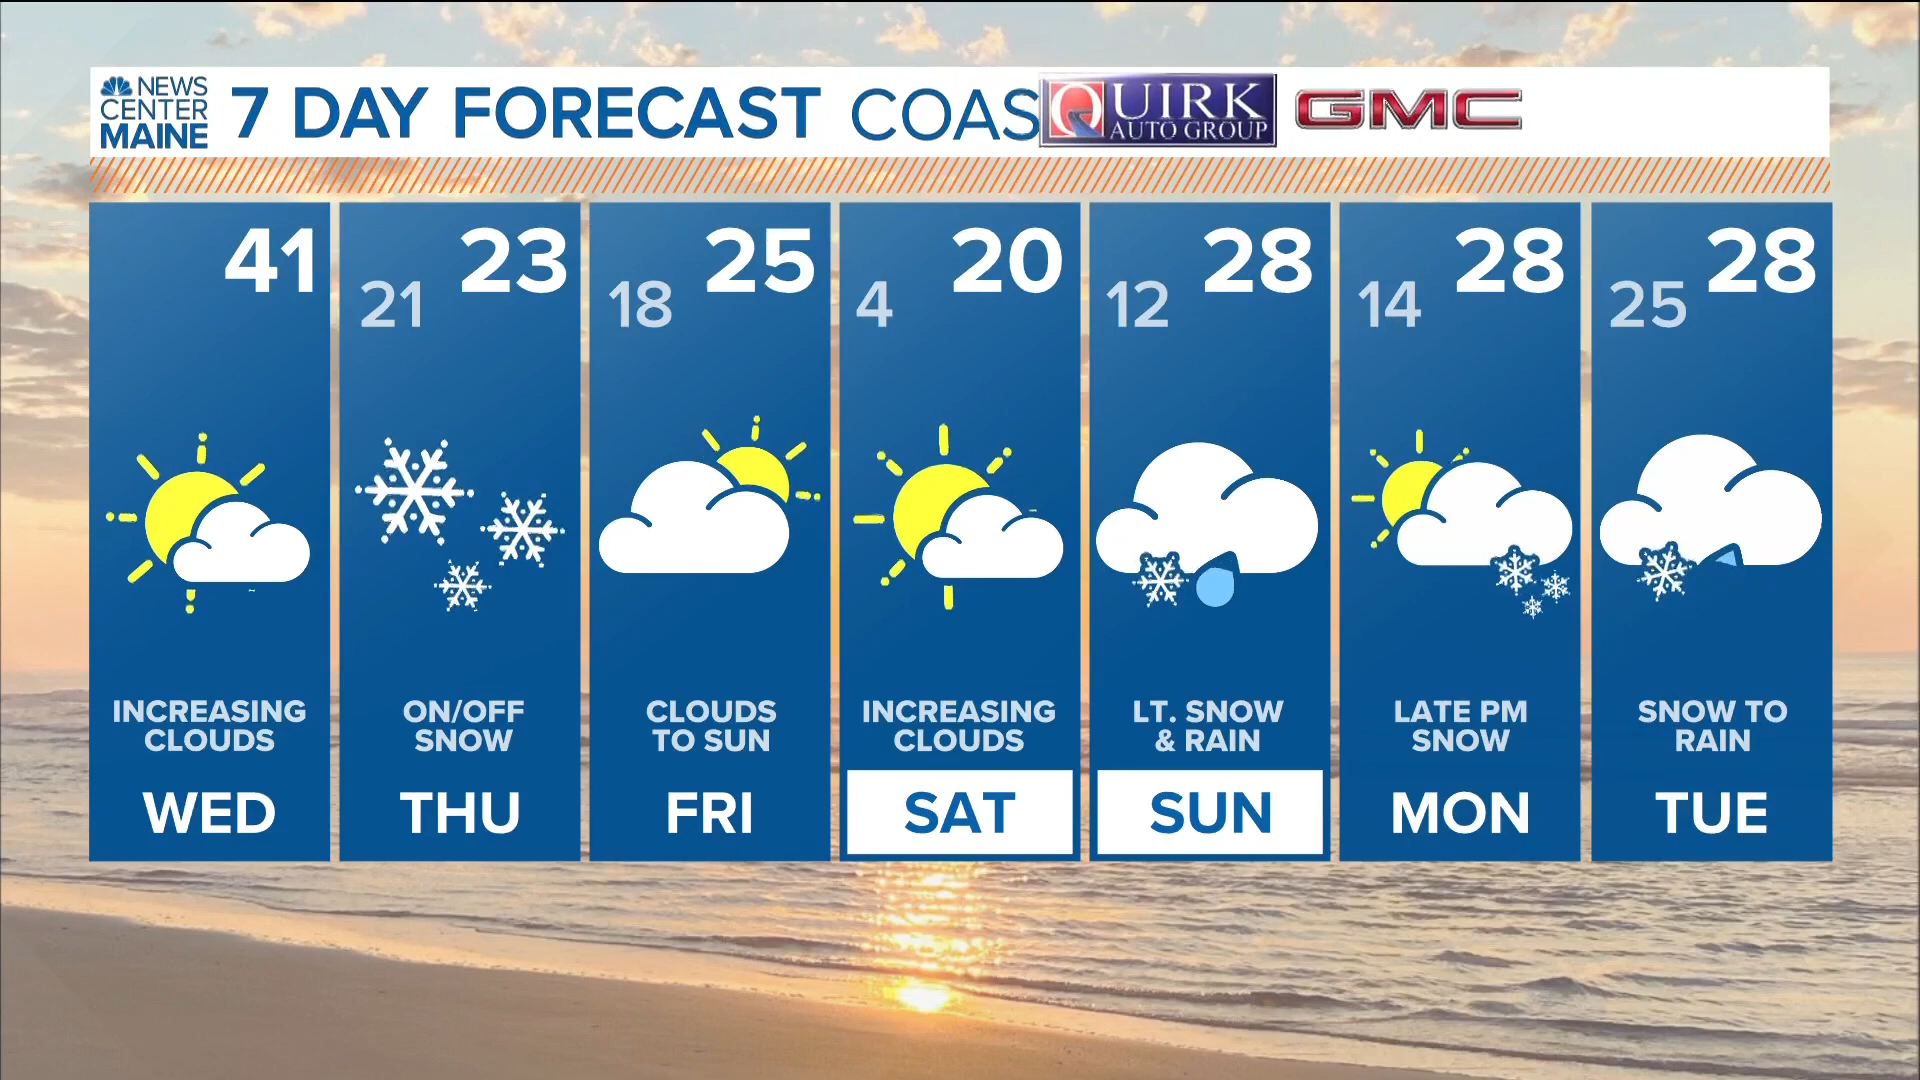 NEWS
CENTER
MAINE
7 DAY FORECAST COAS
QUIRK
AUTO GROUP
GMC
41
21 23
18 25
4 20
12 28
14 28
25 28
INCREASING
CLOUDS
ON/OFF
SNOW
CLOUDS
TO SUN
INCREASING
CLOUDS
LT. SNOW
& RAIN
LATE PM
SNOW
SNOW TO
RAIN
WED
THU
FRI
SAT
SUN
MON
TUE